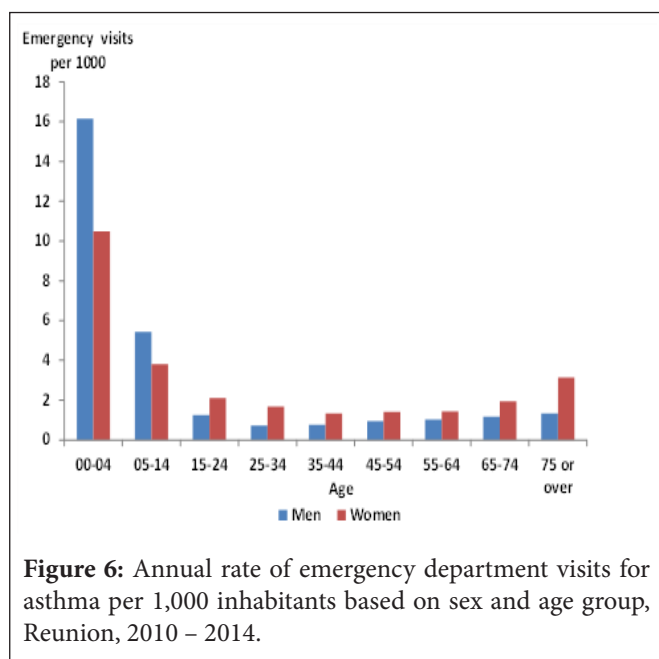 Emergency visits
per 1000
18
16
14
12
10
8
6
4
2
0
00-04 05-14 15-24 25-34 35-44 45-54 55-64 65-74 75 or
over
Age
Men Women
Figure 6: Annual rate of emergency department visits for
asthma per 1,000 inhabitants based on sex and age group,
Reunion, 2010 – 2014.